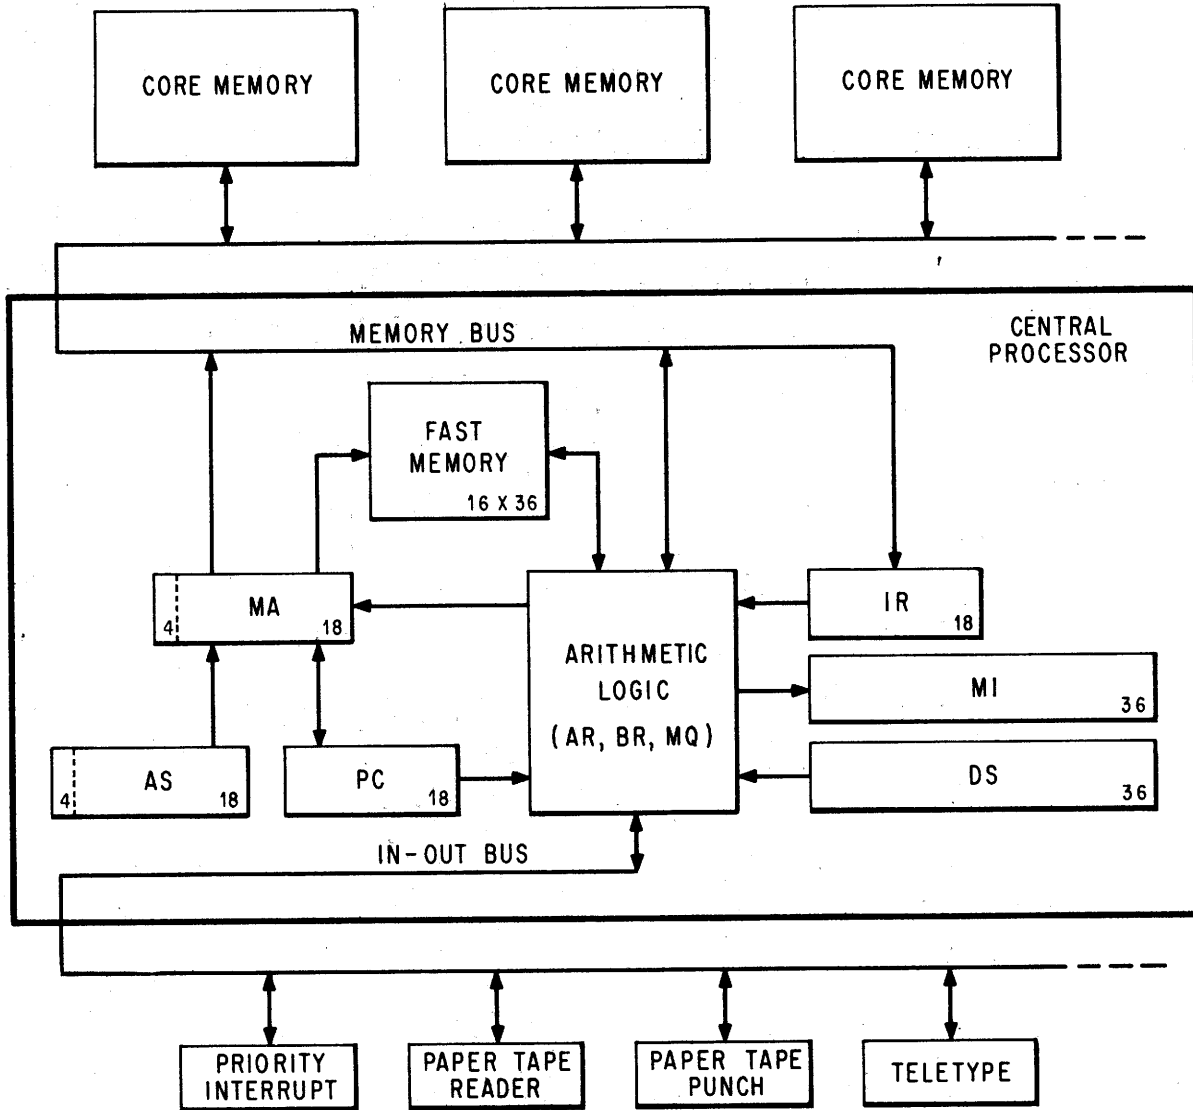 CORE MEMORY
CORE MEMORY
CORE MEMORY
MEMORY BUS
CENTRAL
PROCESSOR
FAST
MEMORY
16 X 36
4
MA
18
IR
18
ARITHMETIC
LOGIC
(AR, BR, MQ)
MI
36
4
AS
18
PC
18
DS
36
IN-OUT BUS
PRIORITY
INTERRUPT
PAPER TAPE
READER
PAPER TAPE
PUNCH
TELETYPE